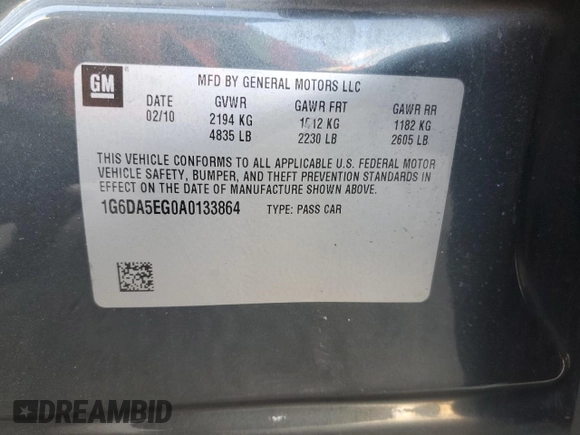 GM
MFD BY GENERAL MOTORS LLC
DATE GVWR GAWR FRT GAWR RR
02/10 2194 KG 1012 KG 1182 KG
4835 LB 2230 LB 2605 LB
THIS VEHICLE CONFORMS TO ALL APPLICABLE U.S. FEDERAL MOTOR
VEHICLE SAFETY, BUMPER, AND THEFT PREVENTION STANDARDS IN
EFFECT ON THE DATE OF MANUFACTURE SHOWN ABOVE.
1G6DA5EG0A0133864 TYPE: PASS CAR
DREAMBID